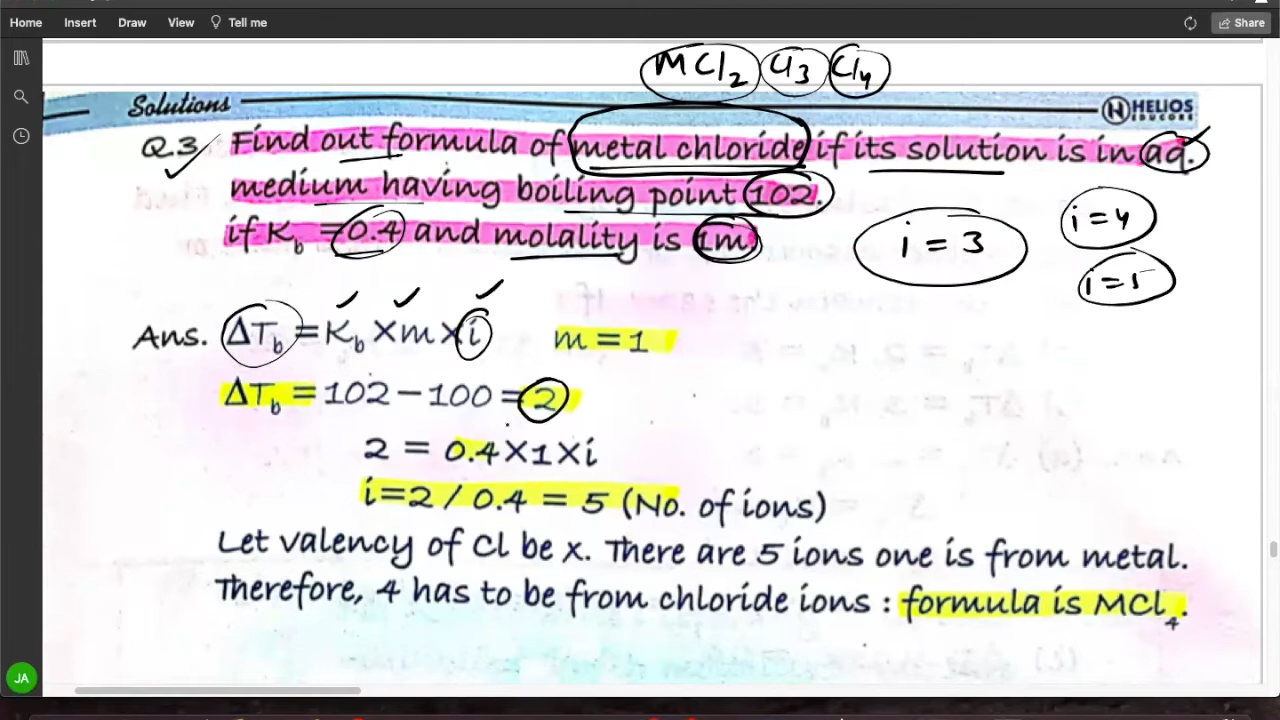 Home Insert Draw View Tell me Share
MCl2 Cl3 Cl4
Solutions HELIOS
EDUCORE
Q3 Find out formula of metal chloride if its solution is in aq.
medium having boiling point 102.
if Kb = 0.4 and molality is 1m
i = 3
i = 4
i = 5
Ans. ΔTb = Kb × m × i m = 1
ΔTb = 102 - 100 = 2
2 = 0.4 × 1 × i
i = 2 / 0.4 = 5 (No. of ions)
Let valency of Cl be x. There are 5 ions one is from metal.
Therefore, 4 has to be from chloride ions : formula is MCl4.
JA